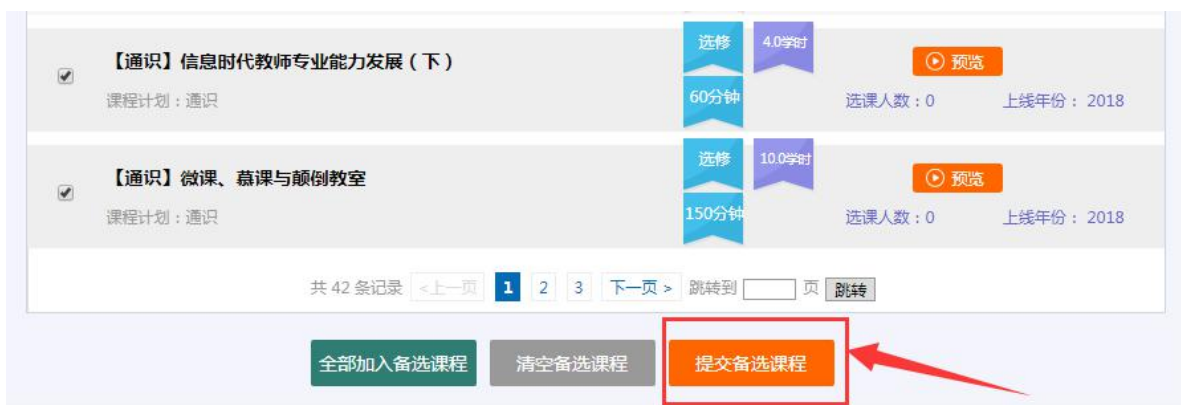 选修 4.0学时
【通识】信息时代教师专业能力发展（下） 预览
课程计划：通识 60分钟 选课人数：0 上线年份： 2018
选修 10.0学时
【通识】微课、慕课与颠倒教室 预览
课程计划：通识 150分钟 选课人数：0 上线年份： 2018
共 42 条记录 <上一页 1 2 3 下一页 > 跳转到 页 跳转
全部加入备选课程 清空备选课程 提交备选课程